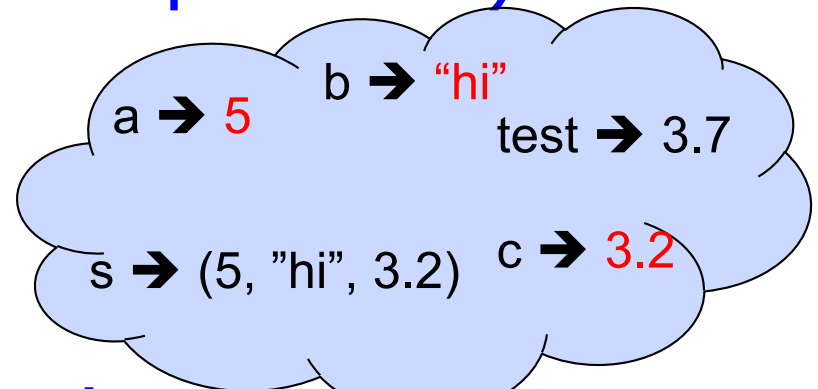 b ➔ “hi”
a ➔ 5
test ➔ 3.7
s ➔ (5, ”hi”, 3.2)
c ➔ 3.2